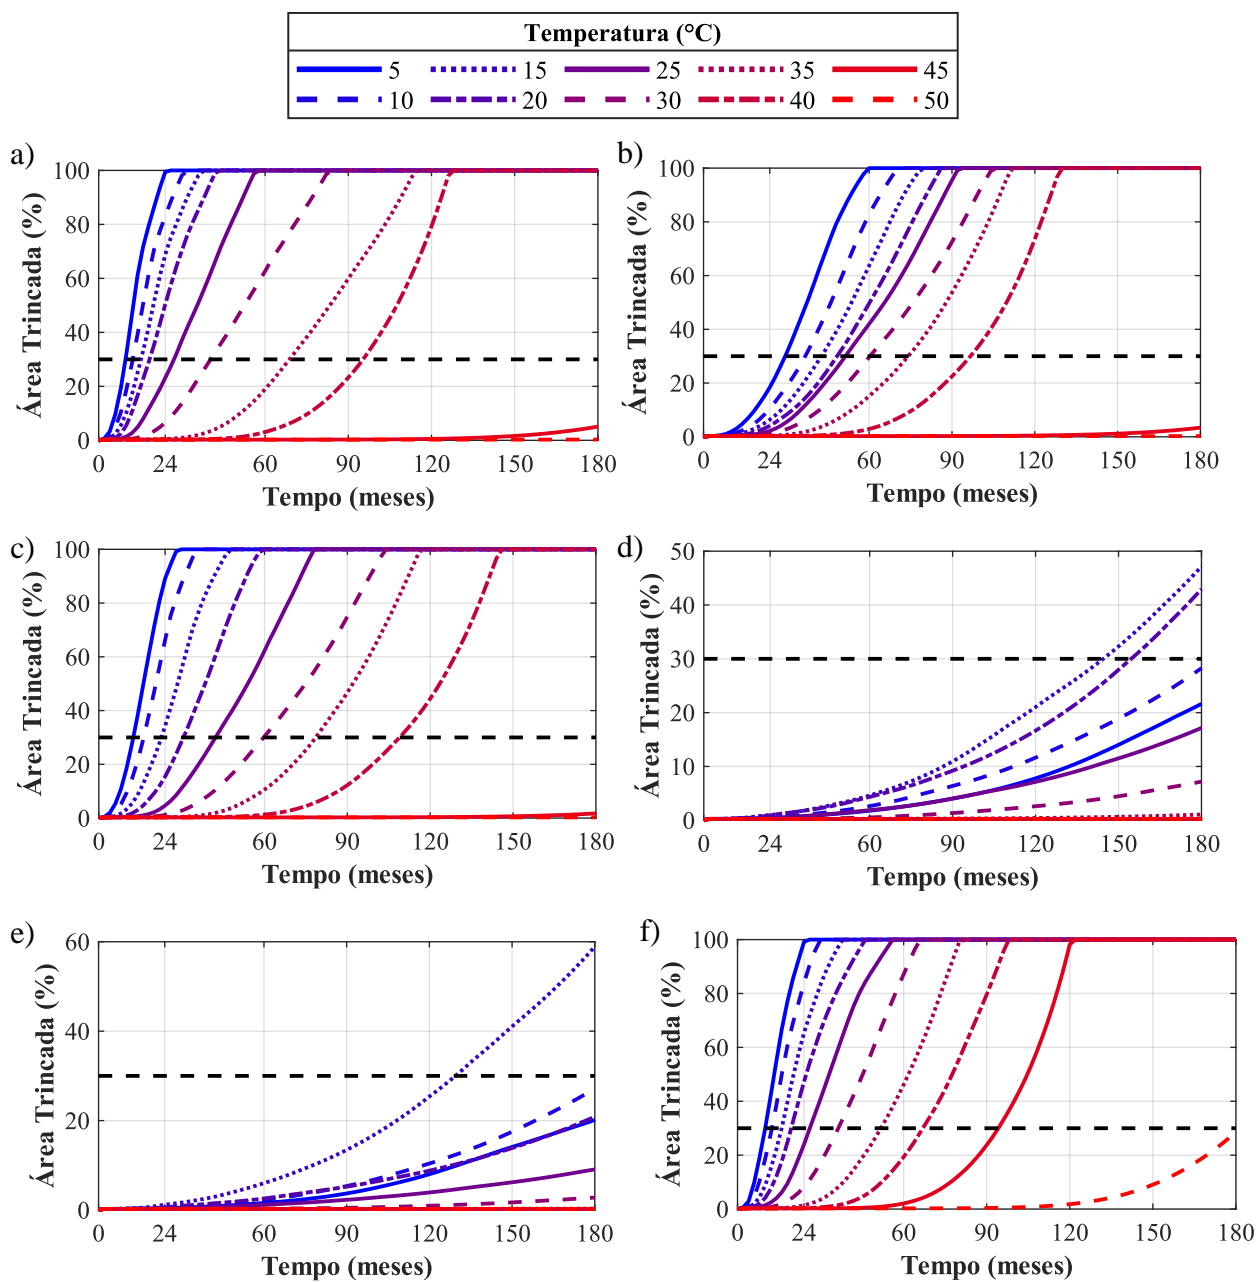 Temperatura (°C)
5 15 25 35 45
10 20 30 40 50
a)
100
80
60
40
20
0
Área Trincada (%)
0 24 60 90 120 150 180
Tempo (meses)
b)
100
80
60
40
20
0
Área Trincada (%)
0 24 60 90 120 150 180
Tempo (meses)
c)
100
80
60
40
20
0
Área Trincada (%)
0 24 60 90 120 150 180
Tempo (meses)
d)
50
40
30
20
10
0
Área Trincada (%)
0 24 60 90 120 150 180
Tempo (meses)
e)
60
40
20
0
Área Trincada (%)
0 24 60 90 120 150 180
Tempo (meses)
f)
100
80
60
40
20
0
Área Trincada (%)
0 24 60 90 120 150 180
Tempo (meses)